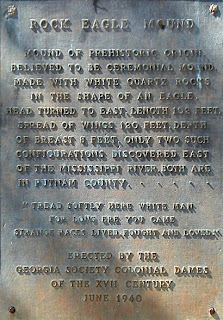 ROCK EAGLE MOUND
MOUND OF PREHISTORIC ORIGIN
BELIEVED TO BE CEREMONIAL MOUND,
MADE WITH WHITE QUARTZ ROCKS
IN THE SHAPE OF AN EAGLE,
HEAD TURNED TO EAST, LENGTH 102 FEET,
SPREAD OF WINGS 120 FEET, DEPTH
OF BREAST 8 FEET, ONLY TWO SUCH
CONFIGURATIONS DISCOVERED EAST
OF THE MISSISSIPPI RIVER, BOTH ARE
IN PUTNAM COUNTY.
"TREAD SOFTLY HERE WHITE MAN
FOR LONG ERE YOU CAME
STRANGE RACES LIVED, FOUGHT AND LOVED."
ERECTED BY THE
GEORGIA SOCIETY COLONIAL DAMES
OF THE XVII CENTURY
JUNE 1940